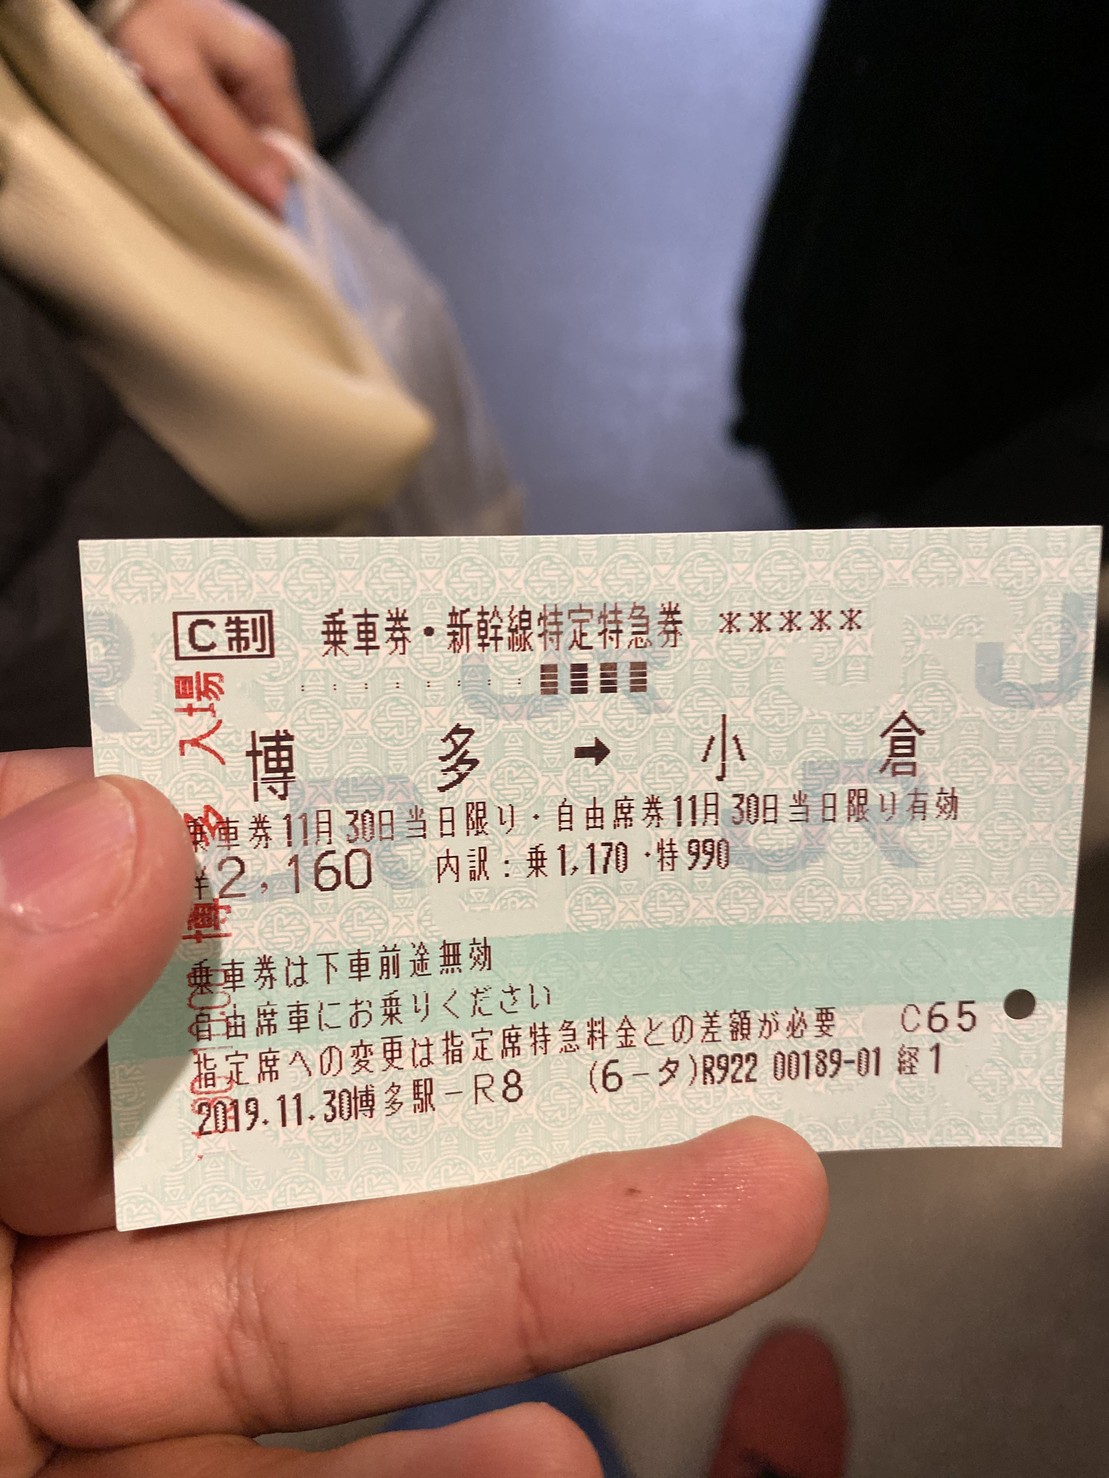 C制 乗車券・新幹線特定特急券 *****
博多 → 小倉
乗車券11月30日当日限り・自由席券11月30日当日限り有効
¥2,160 内訳：乗1,170・特990
乗車券は下車前途無効
自由席車にお乗りください
指定席への変更は指定席特急料金との差額が必要 C65
2019.11.30博多駅-R8 (6-タ)R922 00189-01 経1
博多 入場